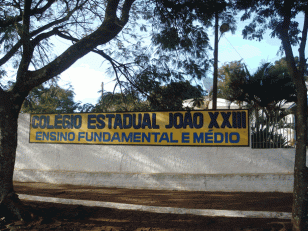 COLÉGIO ESTADUAL JOÃO XXIII
ENSINO FUNDAMENTAL E MÉDIO